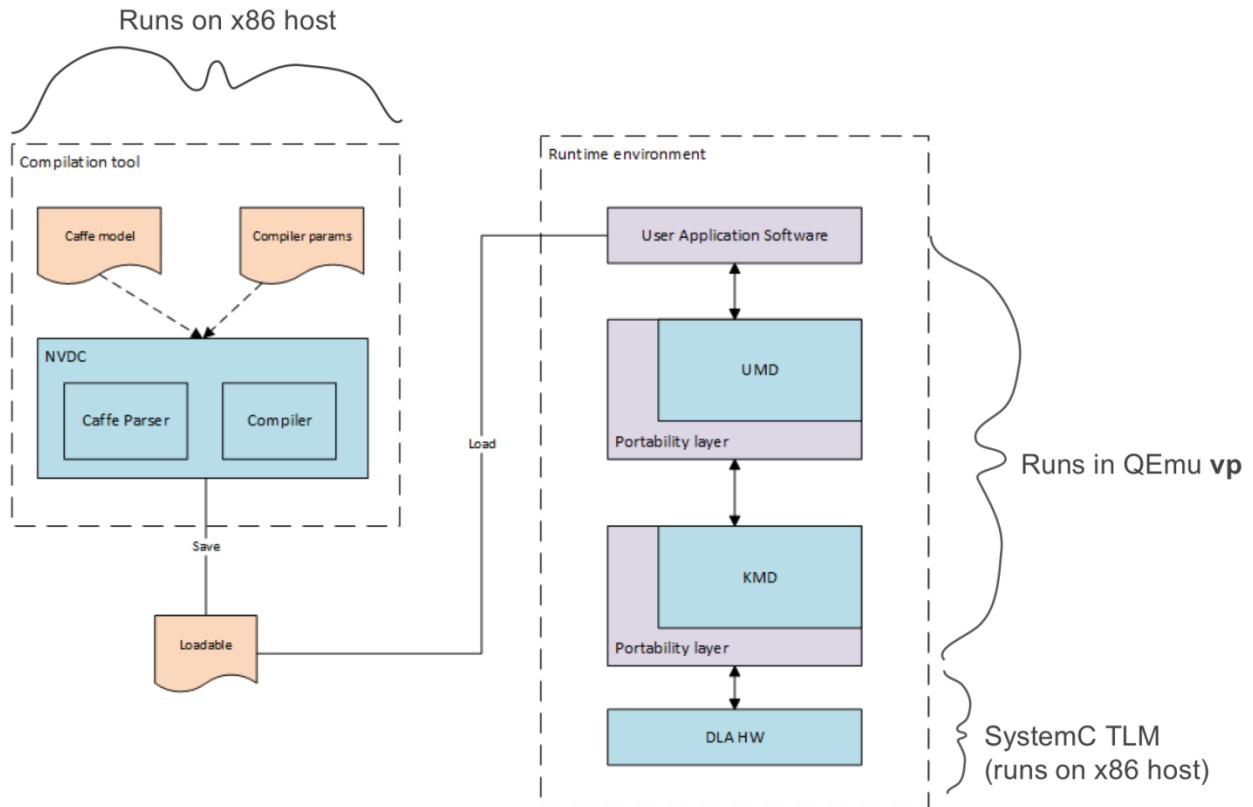 Runs on x86 host
Compilation tool
Caffe model
Compiler params
NVDC
Caffe Parser
Compiler
Save
Loadable
Load
Runtime environment
User Application Software
UMD
Portability layer
KMD
Portability layer
DLA HW
Runs in QEmu vp
SystemC TLM
(runs on x86 host)